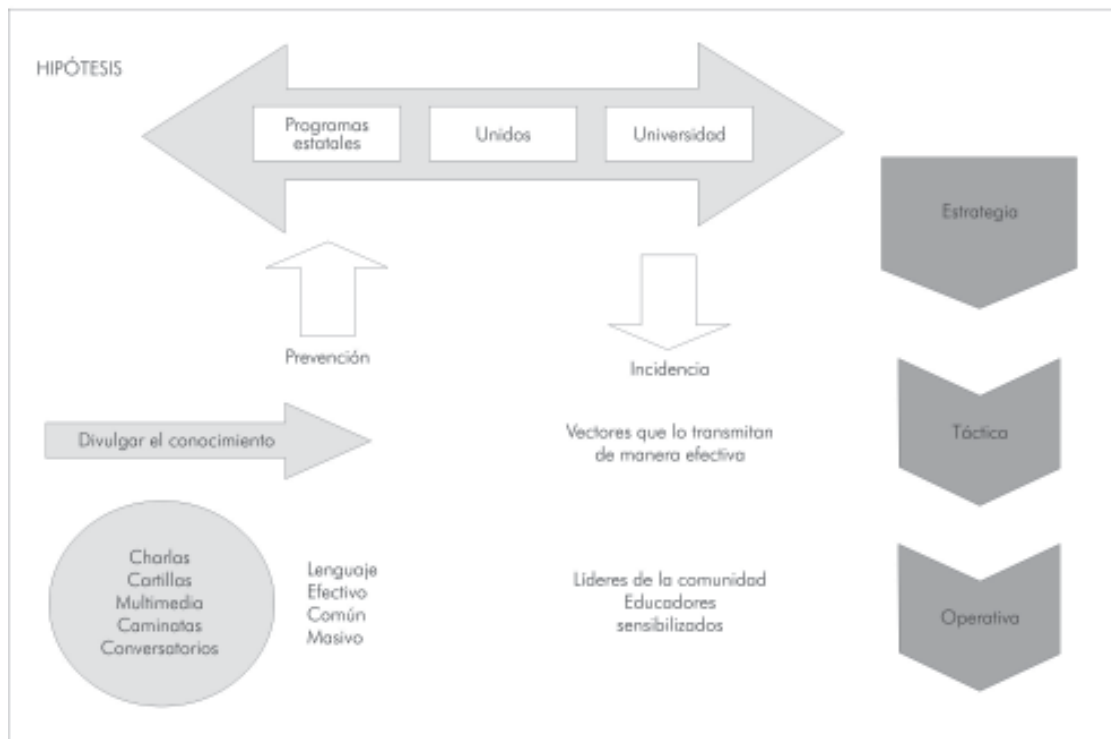 HIPÓTESIS
Programas
estatales
Unidos
Universidad
Estrategia
Prevención
Incidencia
Divulgar el conocimiento
Vectores que lo transmitan
de manera efectiva
Táctica
Charlas
Cartillas
Multimedia
Caminatas
Conversatorios
Lenguaje
Efectivo
Común
Masivo
Líderes de la comunidad
Educadores
sensibilizados
Operativa